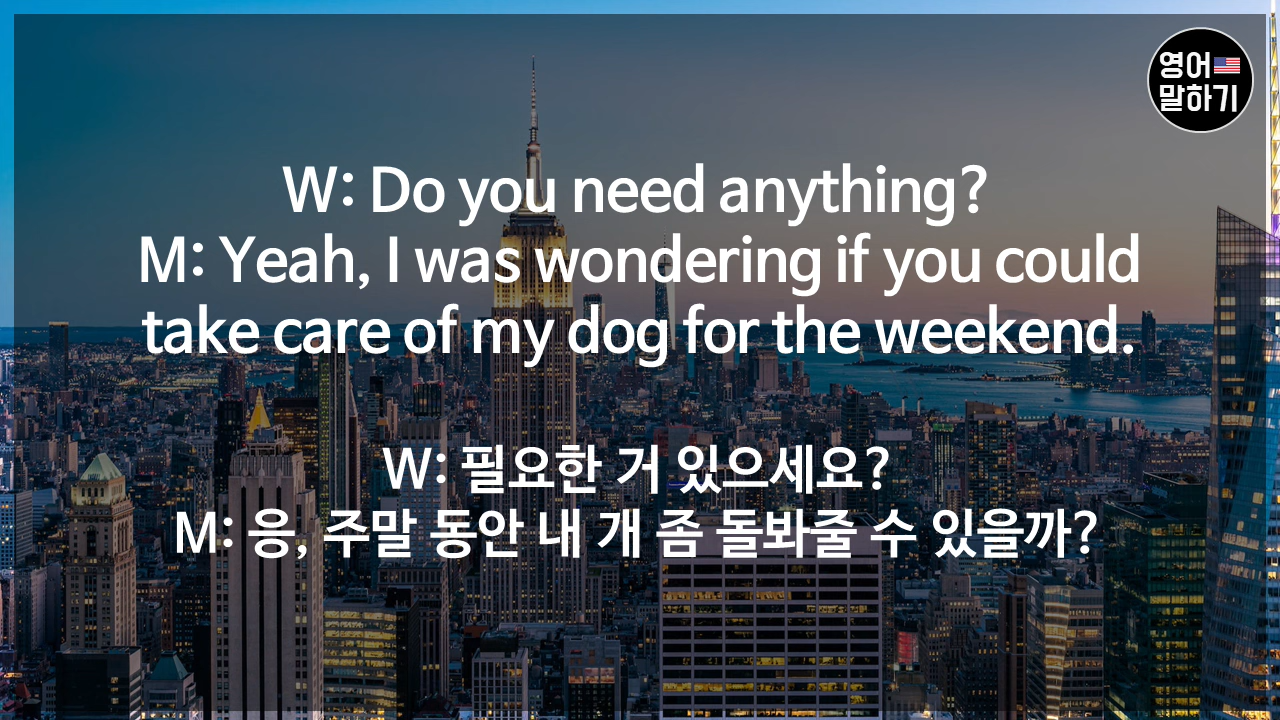 영어
말하기
W: Do you need anything?
M: Yeah, I was wondering if you could
take care of my dog for the weekend.
W: 필요한 거 있으세요?
M: 응, 주말 동안 내 개 좀 돌봐줄 수 있을까?